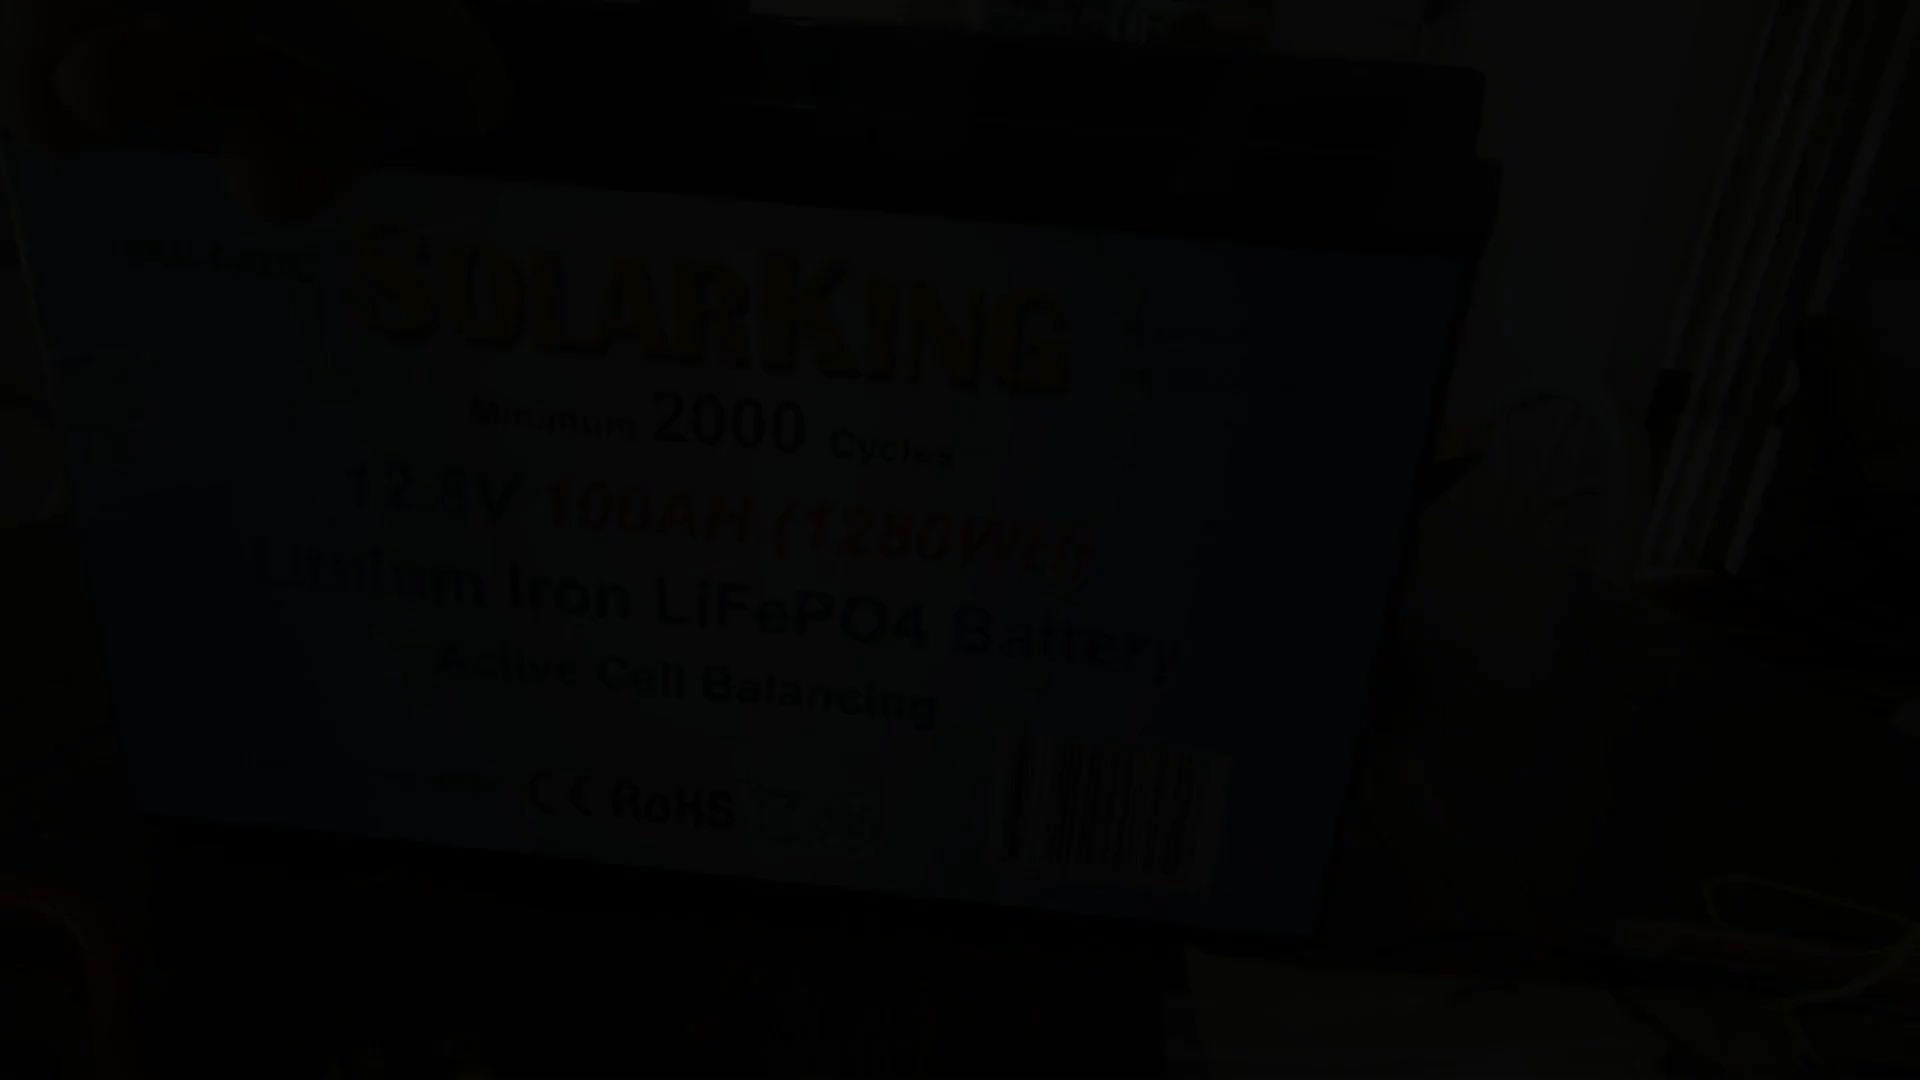 SOLARKING
Minimum 2000 Cycles
12.8V 100AH (1280WH)
Lithium Iron LiFePO4 Battery
Active Cell Balancing
CE RoHS